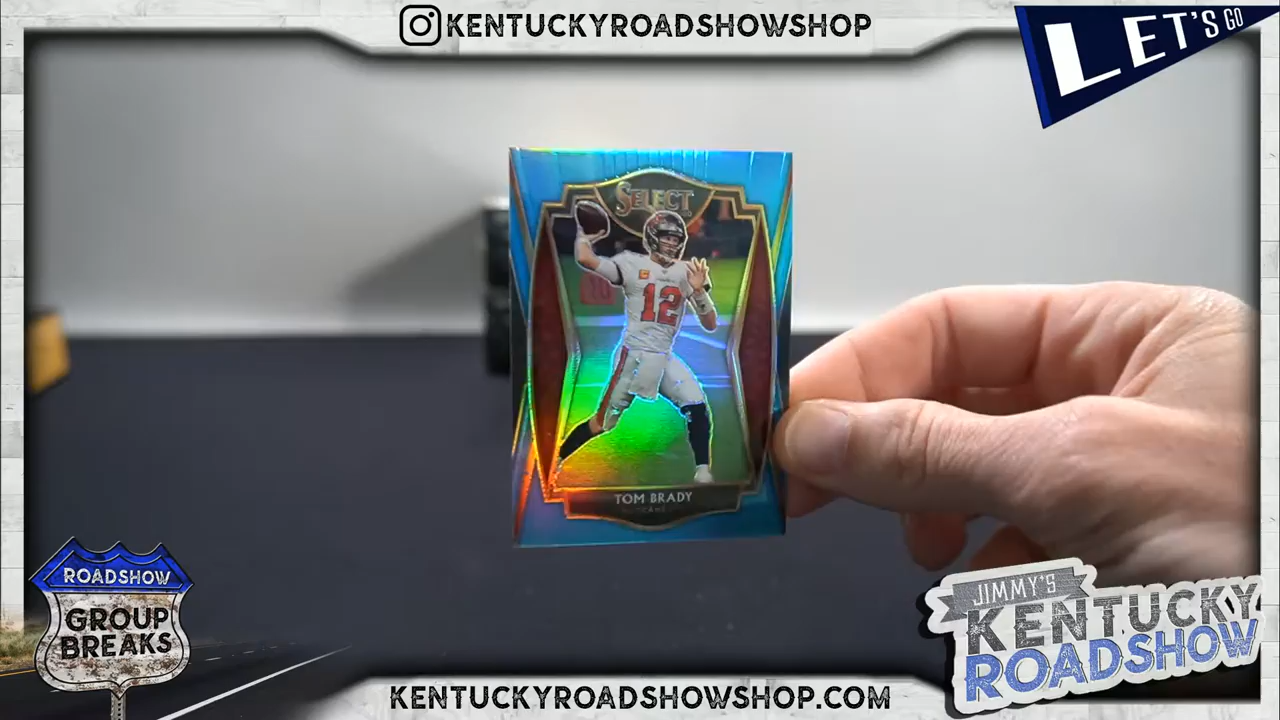 KENTUCKYROADSHOWSHOP
LET'S GO
SELECT
12
TOM BRADY
ROADSHOW
GROUP
BREAKS
JIMMY'S
KENTUCKY
ROADSHOW
KENTUCKYROADSHOWSHOP.COM